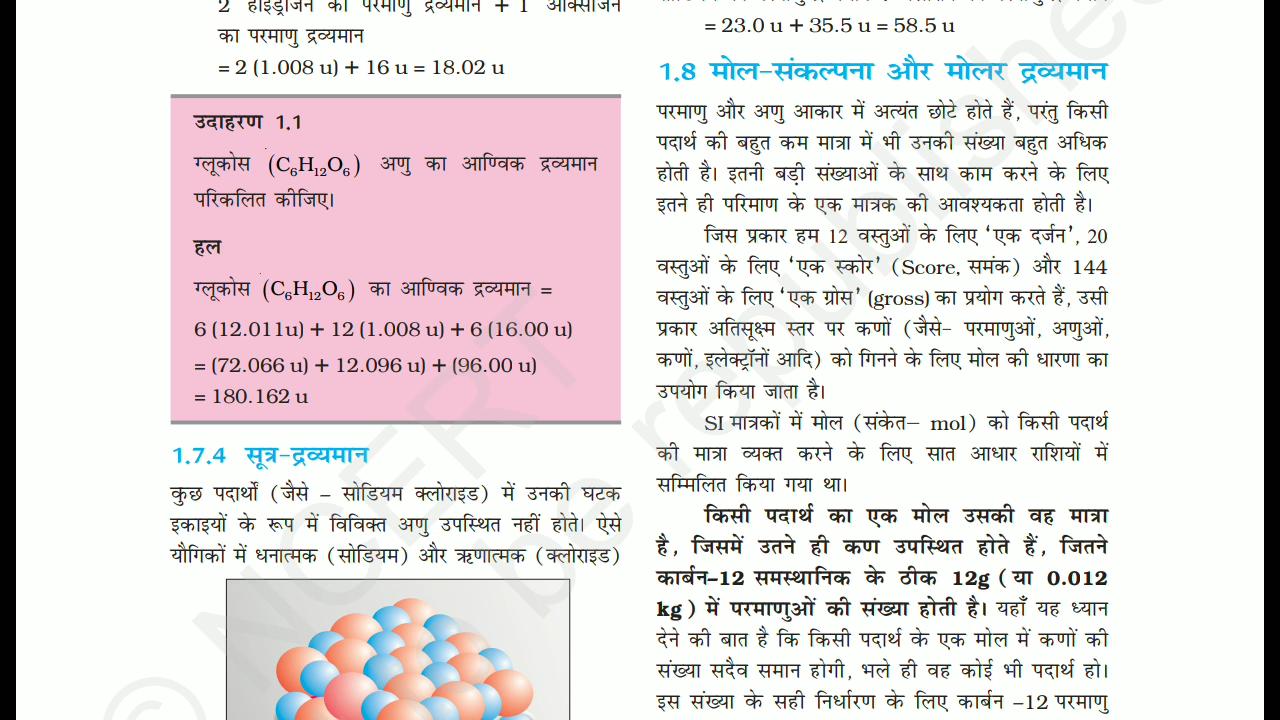 2 हाइड्रोजन का परमाणु द्रव्यमान + 1 ऑक्सीजन
का परमाणु द्रव्यमान
= 2 (1.008 u) + 16 u = 18.02 u
उदाहरण 1.1
ग्लूकोस (C₆H₁₂O₆) अणु का आण्विक द्रव्यमान
परिकलित कीजिए।
हल
ग्लूकोस (C₆H₁₂O₆) का आण्विक द्रव्यमान =
6 (12.011u) + 12 (1.008 u) + 6 (16.00 u)
= (72.066 u) + 12.096 u) + (96.00 u)
= 180.162 u
1.7.4 सूत्र-द्रव्यमान
कुछ पदार्थों (जैसे – सोडियम क्लोराइड) में उनकी घटक
इकाइयों के रूप में विविक्त अणु उपस्थित नहीं होते। ऐसे
यौगिकों में धनात्मक (सोडियम) और ऋणात्मक (क्लोराइड)
= 23.0 u + 35.5 u = 58.5 u
1.8 मोल-संकल्पना और मोलर द्रव्यमान
परमाणु और अणु आकार में अत्यंत छोटे होते हैं, परंतु किसी
पदार्थ की बहुत कम मात्रा में भी उनकी संख्या बहुत अधिक
होती है। इतनी बड़ी संख्याओं के साथ काम करने के लिए
इतने ही परिमाण के एक मात्रक की आवश्यकता होती है।
जिस प्रकार हम 12 वस्तुओं के लिए ‘एक दर्जन’, 20
वस्तुओं के लिए ‘एक स्कोर’ (Score, समंक) और 144
वस्तुओं के लिए ‘एक ग्रोस’ (gross) का प्रयोग करते हैं, उसी
प्रकार अतिसूक्ष्म स्तर पर कणों (जैसे- परमाणुओं, अणुओं,
कणों, इलेक्ट्रॉनों आदि) को गिनने के लिए मोल की धारणा का
उपयोग किया जाता है।
SI मात्रकों में मोल (संकेत– mol) को किसी पदार्थ
की मात्रा व्यक्त करने के लिए सात आधार राशियों में
सम्मिलित किया गया था।
किसी पदार्थ का एक मोल उसकी वह मात्रा
है, जिसमें उतने ही कण उपस्थित होते हैं, जितने
कार्बन-12 समस्थानिक के ठीक 12g (या 0.012
kg) में परमाणुओं की संख्या होती है। यहाँ यह ध्यान
देने की बात है कि किसी पदार्थ के एक मोल में कणों की
संख्या सदैव समान होगी, भले ही वह कोई भी पदार्थ हो।
इस संख्या के सही निर्धारण के लिए कार्बन -12 परमाणु
© NCERT
be republished